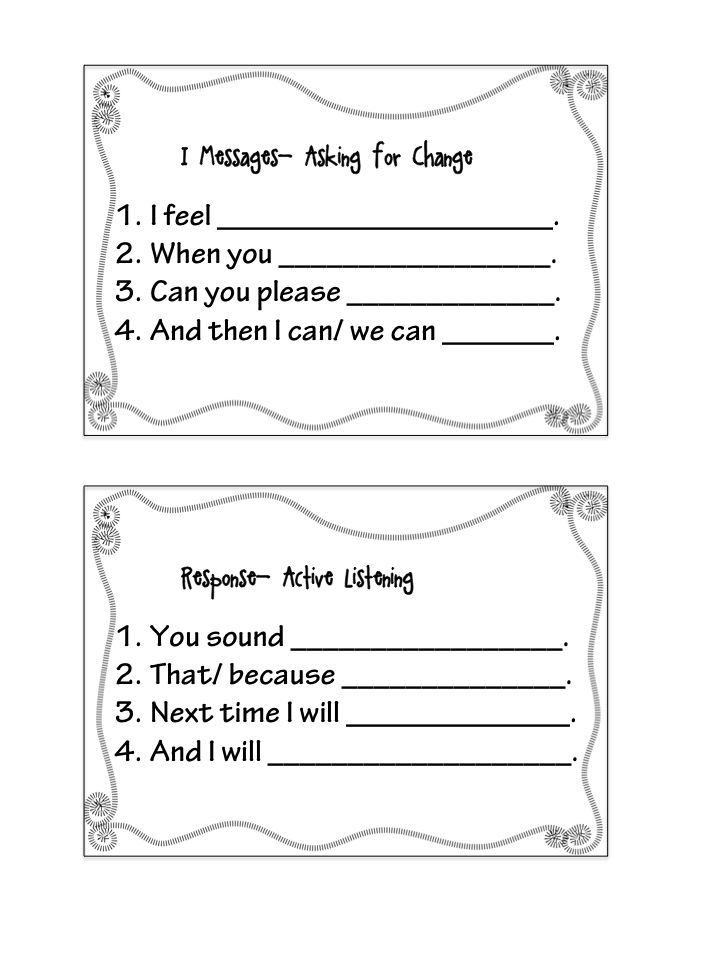 I Messages– Asking for Change
1. I feel ______________________.
2. When you __________________.
3. Can you please ______________.
4. And then I can/ we can ________.
Response– Active Listening
1. You sound __________________.
2. That/ because _______________.
3. Next time I will _______________.
4. And I will ____________________.